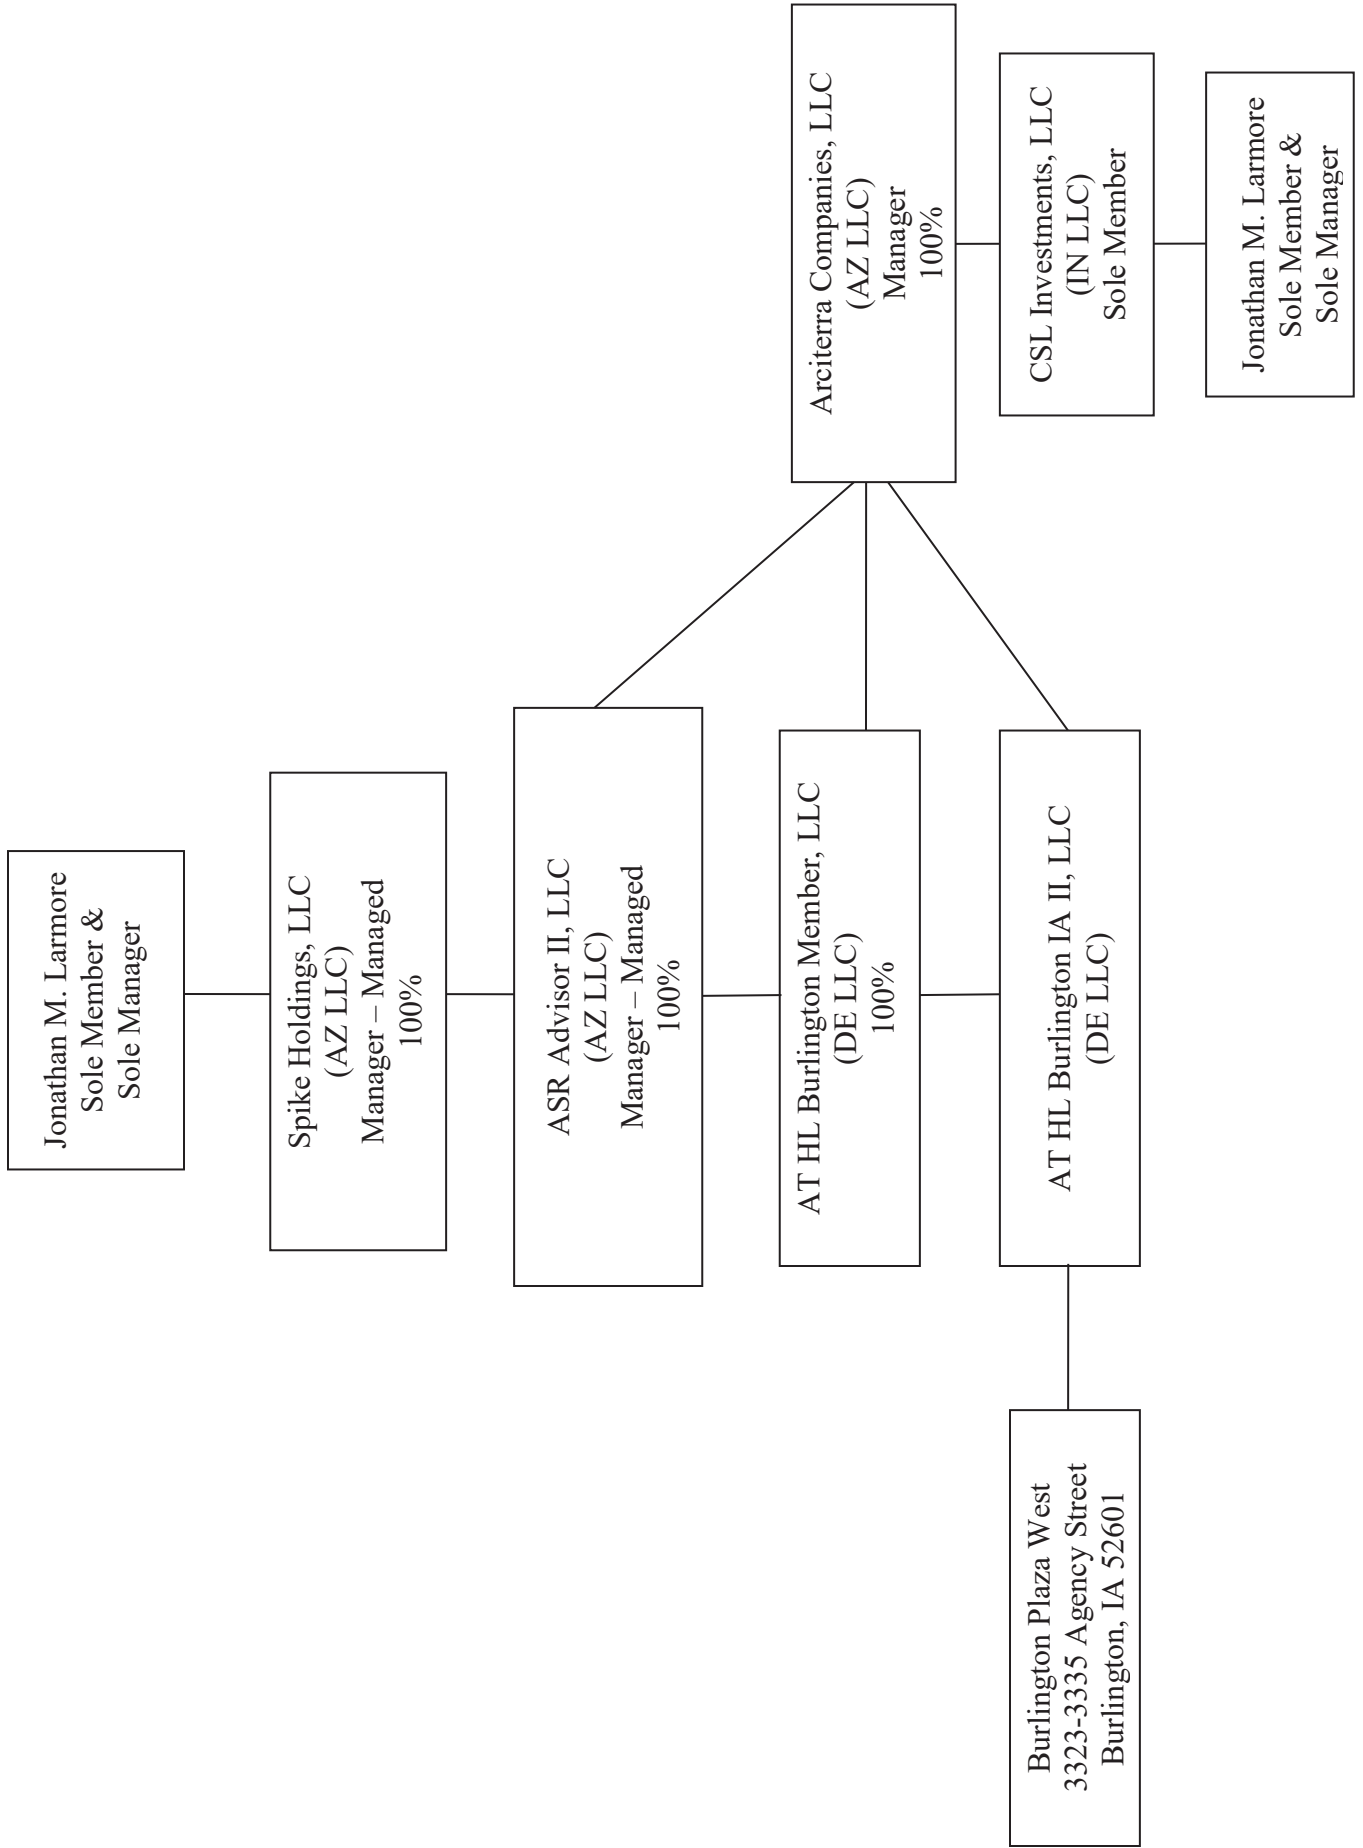 Jonathan M. Larmore
Sole Member &
Sole Manager
Spike Holdings, LLC
(AZ LLC)
Manager – Managed
100%
ASR Advisor II, LLC
(AZ LLC)
Manager – Managed
100%
AT HL Burlington Member, LLC
(DE LLC)
100%
AT HL Burlington IA II, LLC
(DE LLC)
Burlington Plaza West
3323-3335 Agency Street
Burlington, IA 52601
Arciterra Companies, LLC
(AZ LLC)
Manager
100%
CSL Investments, LLC
(IN LLC)
Sole Member
Jonathan M. Larmore
Sole Member &
Sole Manager